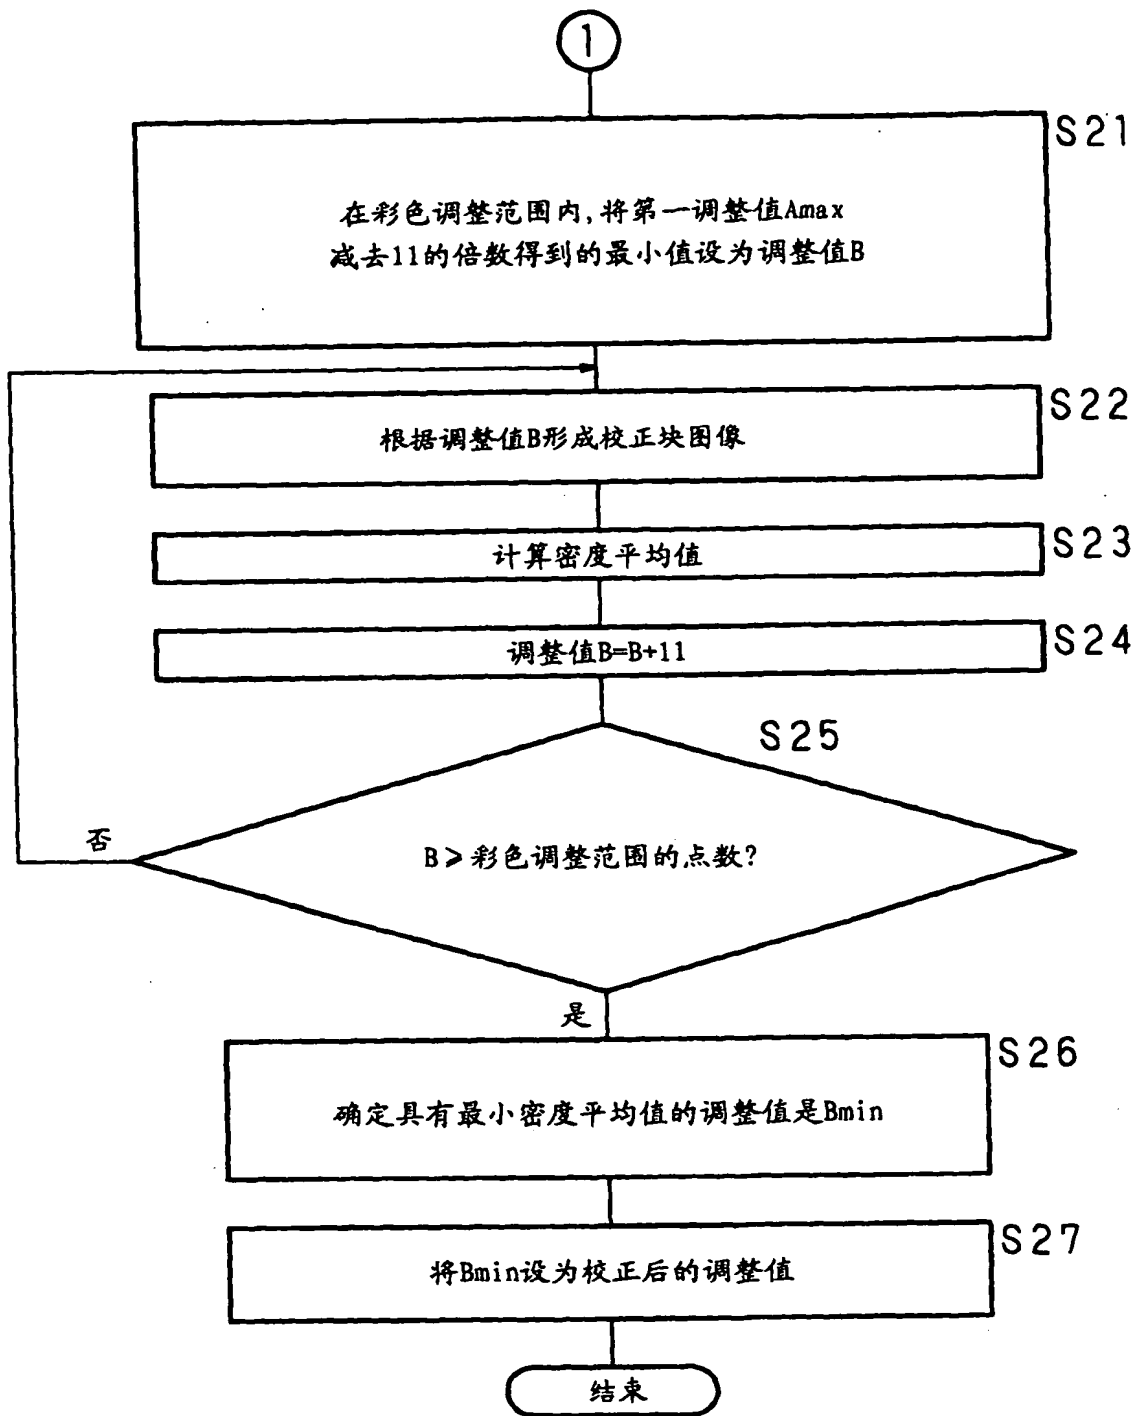 1
S21
在彩色调整范围内,将第一调整值Amax
减去11的倍数得到的最小值设为调整值B
S22
根据调整值B形成校正块图像
S23
计算密度平均值
S24
调整值B=B+11
S25
否
B≥彩色调整范围的点数?
是
S26
确定具有最小密度平均值的调整值是Bmin
S27
将Bmin设为校正后的调整值
结束